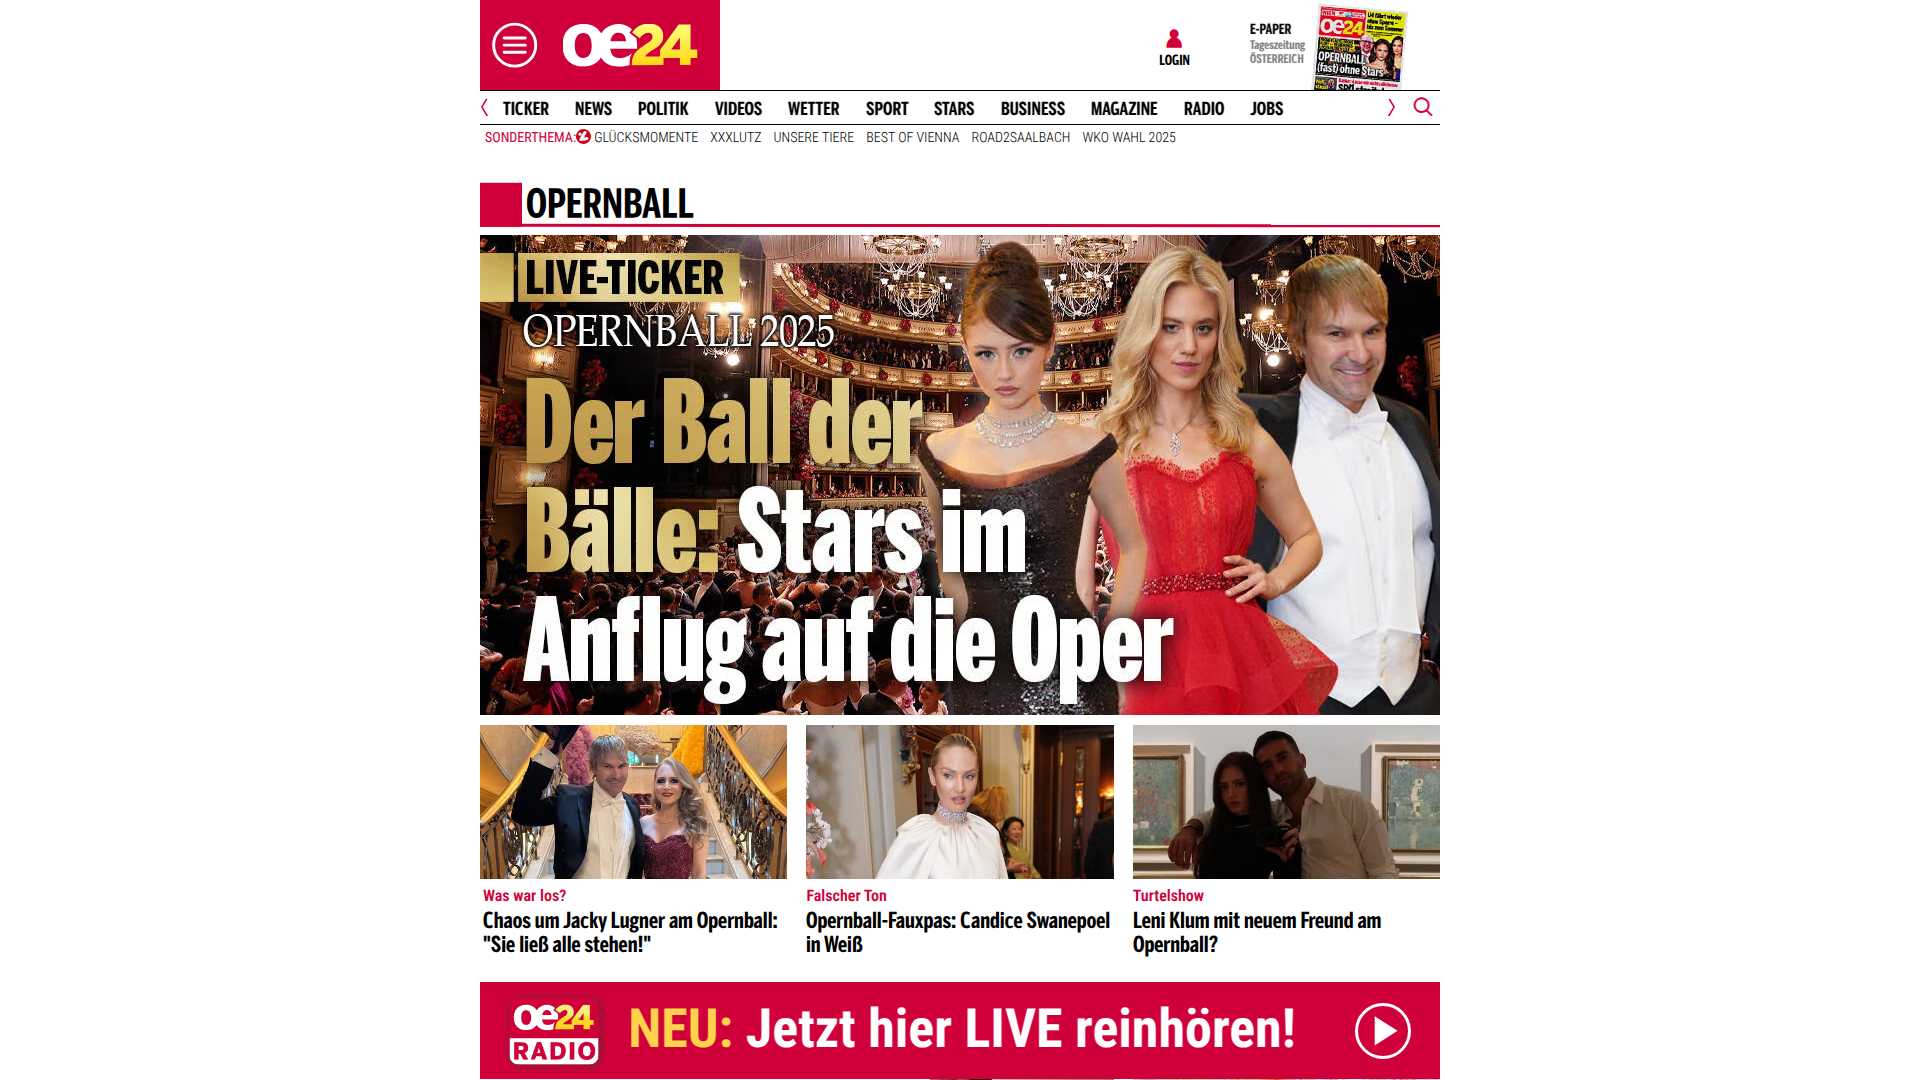 oe24
LOGIN
E-PAPER
Tageszeitung
ÖSTERREICH
oe24
OPERNBALL
(fast) ohne Stars
TICKER NEWS POLITIK VIDEOS WETTER SPORT STARS BUSINESS MAGAZINE RADIO JOBS
SONDERTHEMA: GLÜCKSMOMENTE XXXLUTZ UNSERE TIERE BEST OF VIENNA ROAD2SAALBACH WKO WAHL 2025
OPERNBALL
LIVE-TICKER
OPERNBALL 2025
Der Ball der
Bälle: Stars im
Anflug auf die Oper
Was war los?
Chaos um Jacky Lugner am Opernball:
"Sie ließ alle stehen!"
Falscher Ton
Opernball-Fauxpas: Candice Swanepoel
in Weiß
Turtelshow
Leni Klum mit neuem Freund am
Opernball?
oe24
RADIO
NEU: Jetzt hier LIVE reinhören!